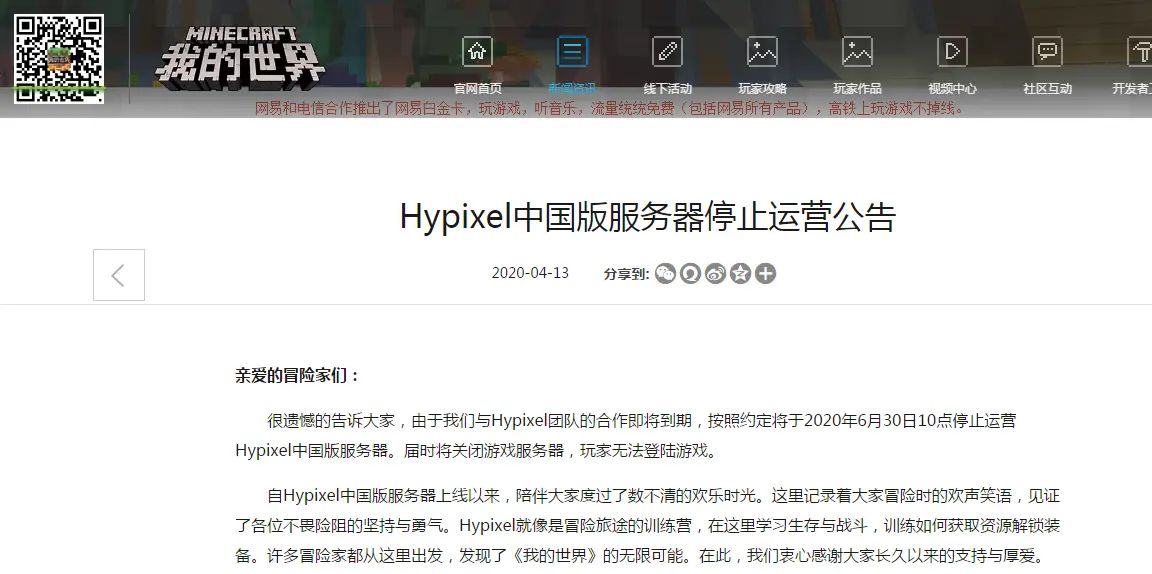 MINECRAFT
我的世界
官网首页 新闻资讯 线下活动 玩家攻略 玩家作品 视频中心 社区互动 开发者
网易和电信合作推出了网易白金卡，玩游戏，听音乐，流量统统免费（包括网易所有产品），高铁上玩游戏不掉线。
Hypixel中国版服务器停止运营公告
2020-04-13 分享到:
亲爱的冒险家们：
很遗憾的告诉大家，由于我们与Hypixel团队的合作即将到期，按照约定将于2020年6月30日10点停止运营
Hypixel中国版服务器。届时将关闭游戏服务器，玩家无法登陆游戏。
自Hypixel中国版服务器上线以来，陪伴大家度过了数不清的欢乐时光。这里记录着大家冒险时的欢声笑语，见证
了各位不畏险阻的坚持与勇气。Hypixel就像是冒险旅途的训练营，在这里学习生存与战斗，训练如何获取资源解锁装
备。许多冒险家都从这里出发，发现了《我的世界》的无限可能。在此，我们衷心感谢大家长久以来的支持与厚爱。